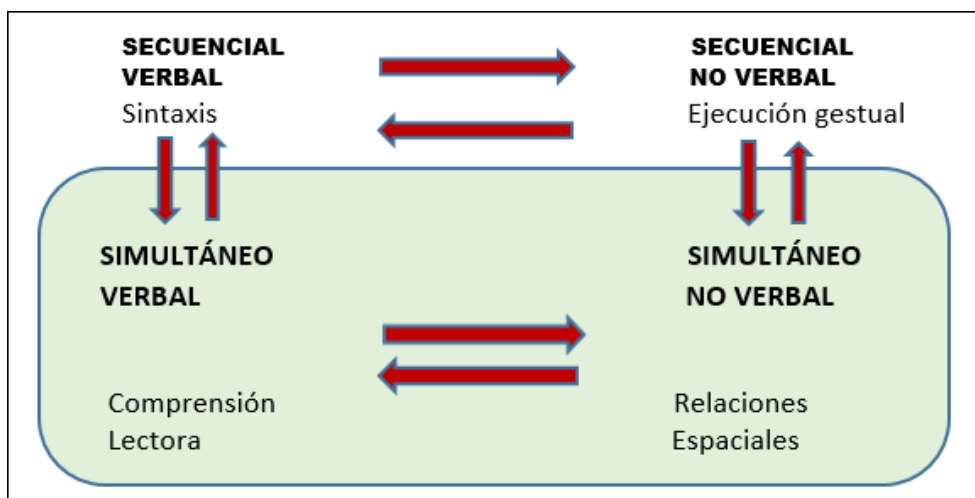 SECUENCIAL
VERBAL
Sintaxis
SECUENCIAL
NO VERBAL
Ejecución gestual
SIMULTÁNEO
VERBAL
SIMULTÁNEO
NO VERBAL
Comprensión
Lectora
Relaciones
Espaciales